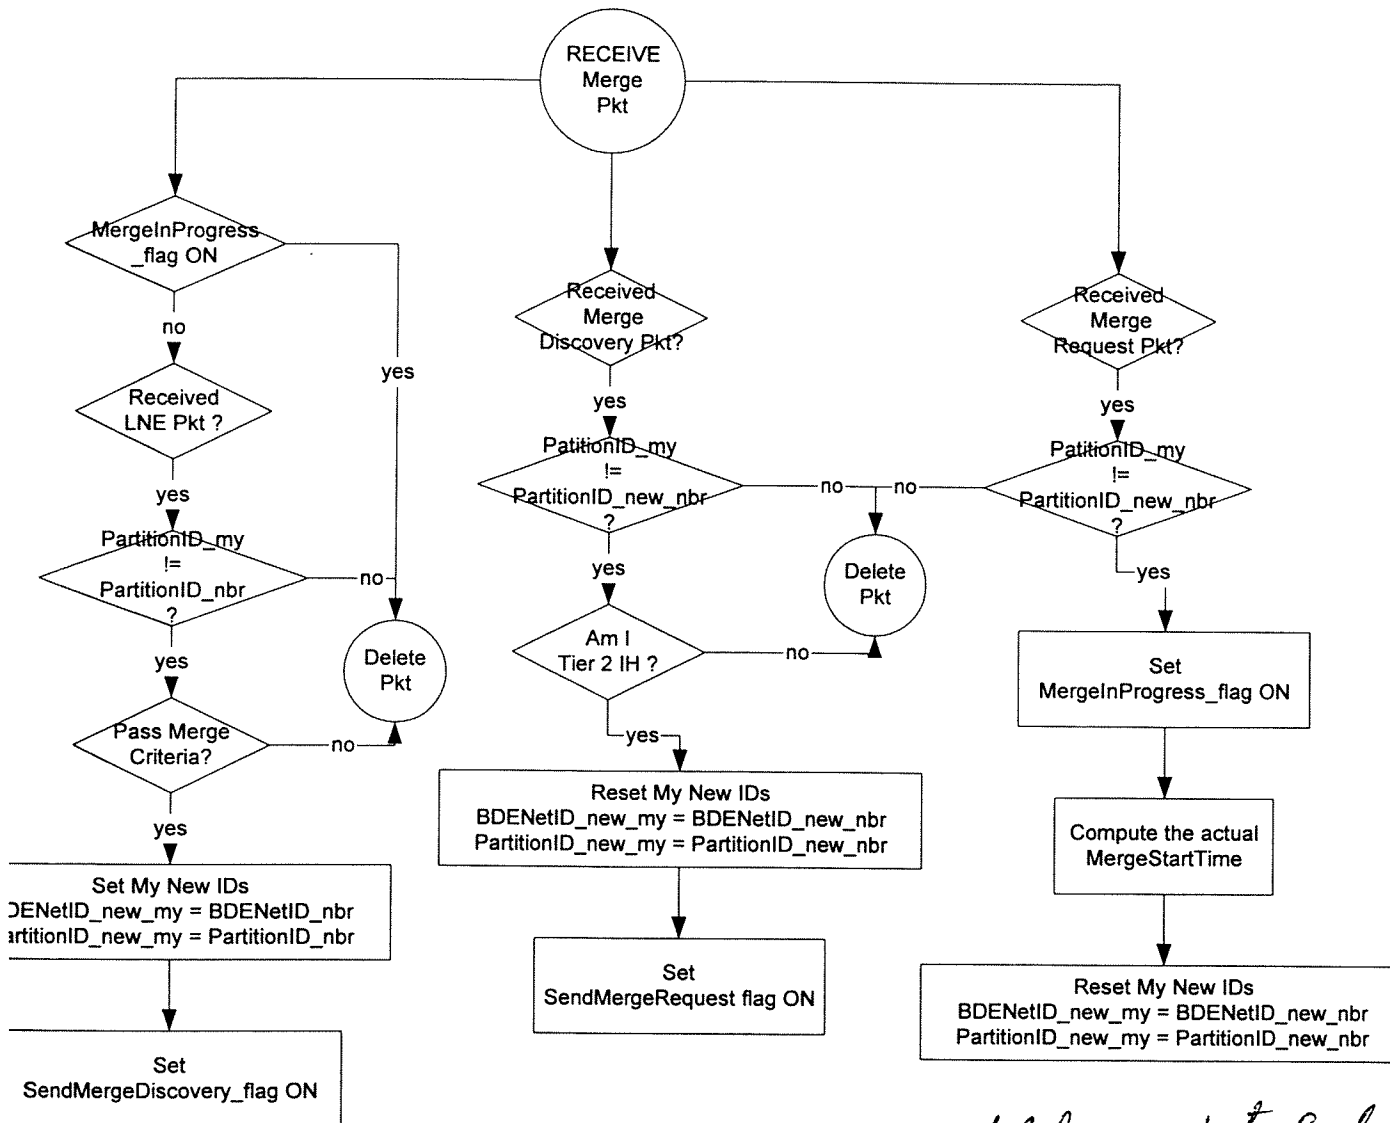 RECEIVE
Merge
Pkt
MergeInProgress
_flag ON
no
yes
Received
LNE Pkt ?
yes
PartitionID_my
!=
PartitionID_nbr
?
no
yes
Delete
Pkt
Pass Merge
Criteria?
no
yes
Set My New IDs
DENetID_new_my = BDENetID_nbr
artitionID_new_my = PartitionID_nbr
Set
SendMergeDiscovery_flag ON
Received
Merge
Discovery Pkt?
yes
PatitionID_my
!=
PartitionID_new_nbr
?
no
yes
Delete
Pkt
Am I
Tier 2 IH ?
no
yes
Reset My New IDs
BDENetID_new_my = BDENetID_new_nbr
PartitionID_new_my = PartitionID_new_nbr
Set
SendMergeRequest flag ON
Received
Merge
Request Pkt?
yes
PatitionID_my
!=
PartitionID_new_nbr
?
no
yes
Set
MergeInProgress_flag ON
Compute the actual
MergeStartTime
Reset My New IDs
BDENetID_new_my = BDENetID_new_nbr
PartitionID_new_my = PartitionID_new_nbr